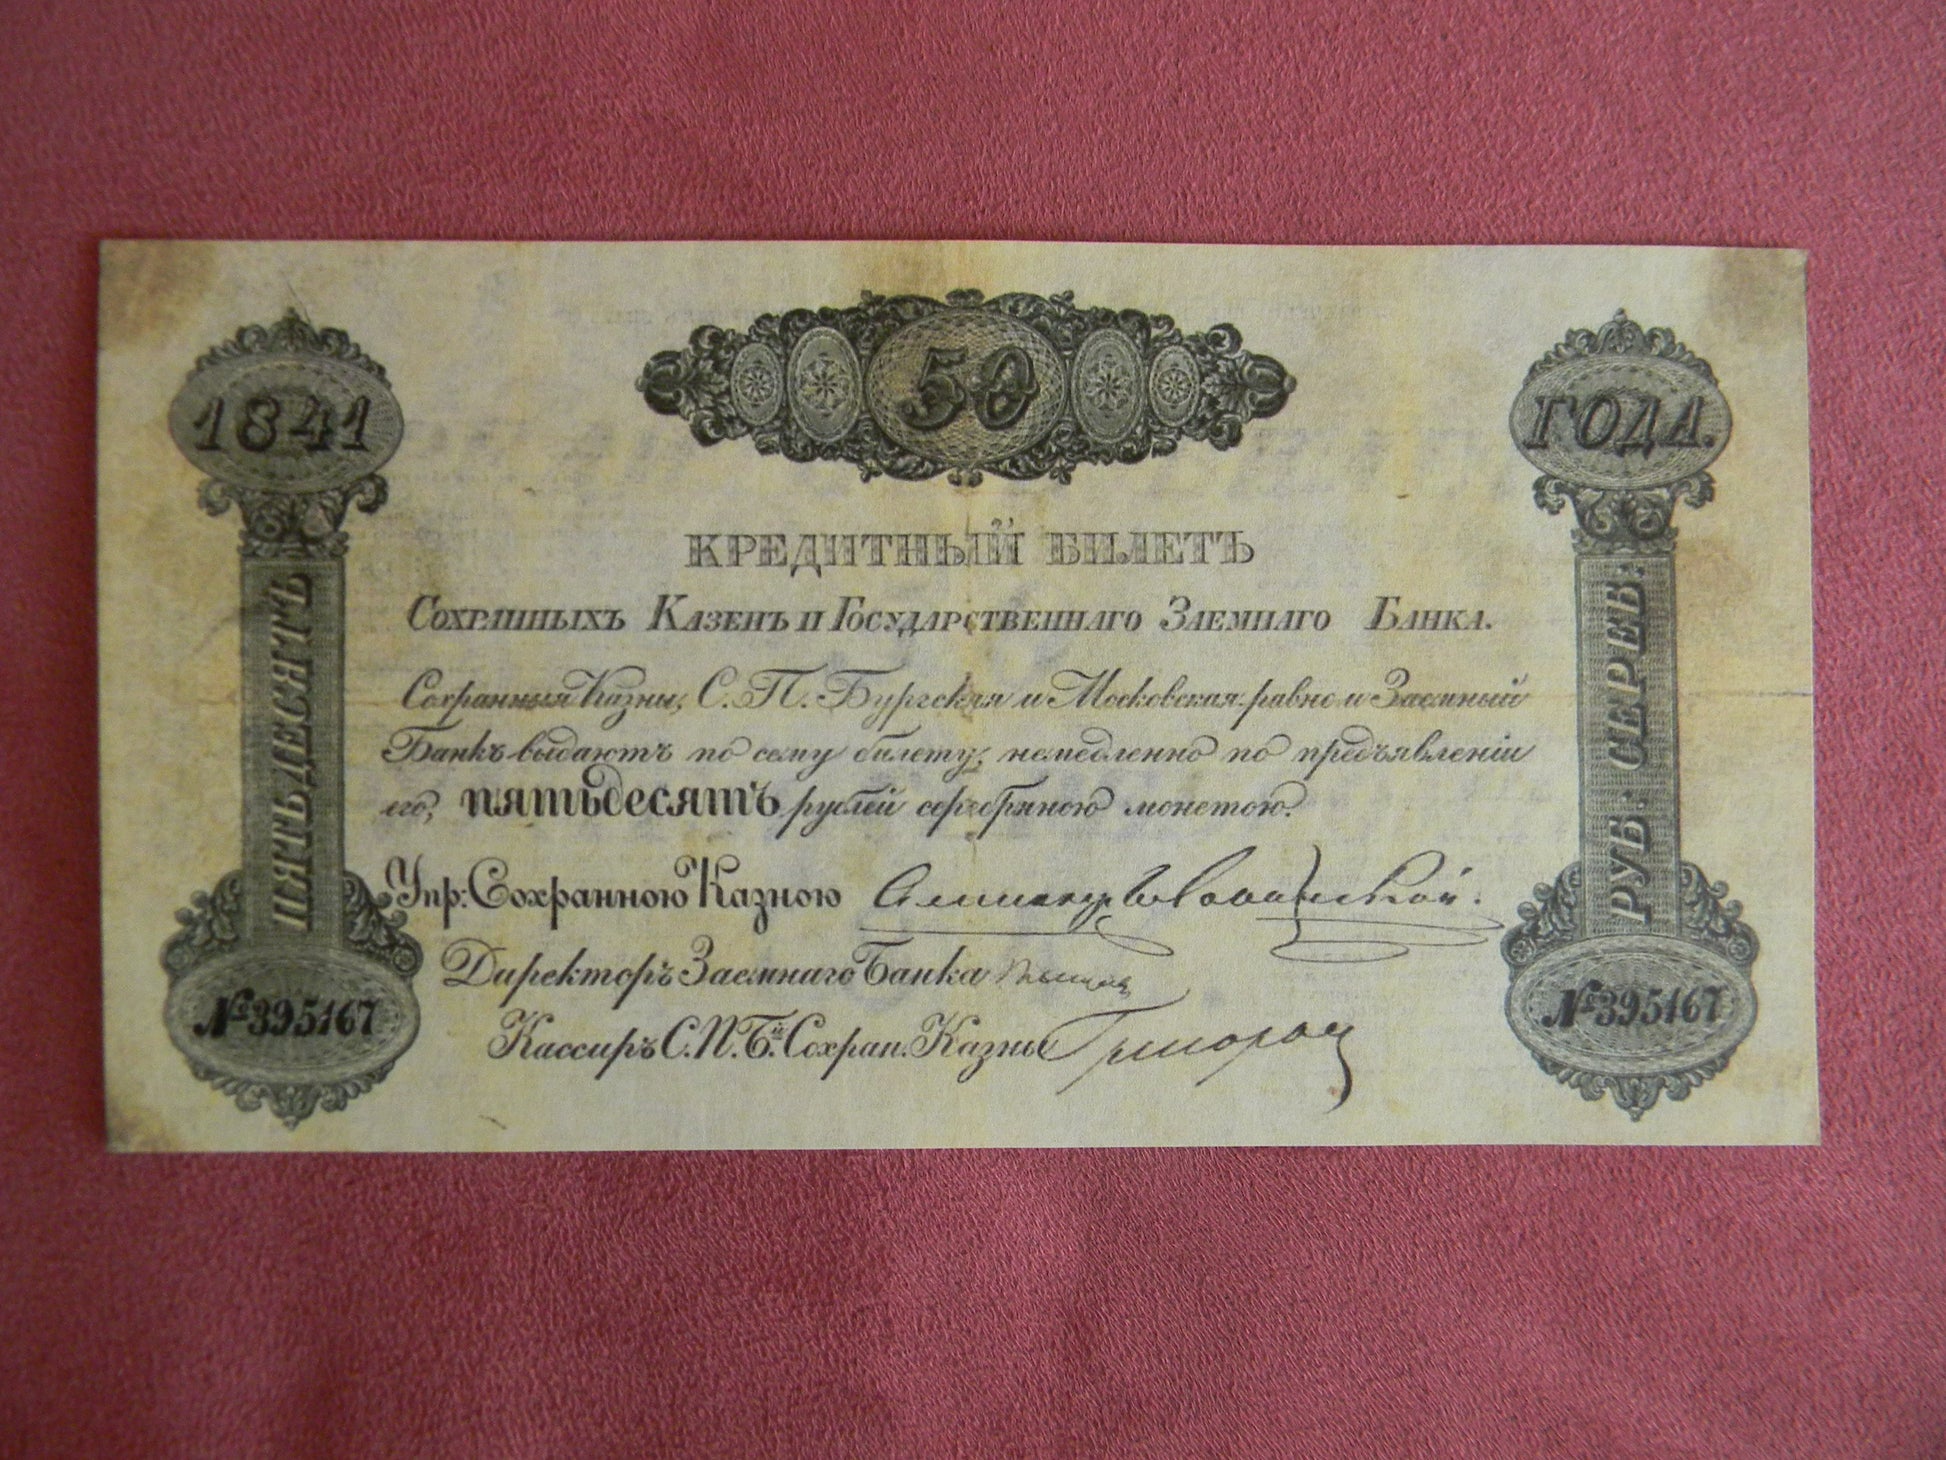 1841
50
ГОДА.
ПЯТЬДЕСЯТЪ
РУБ: СЕРЕБ:
КРЕДИТНЫЙ БИЛЕТЪ
Сохранныхъ Казенъ и Государственнаго Заемнаго Банка.
Сохранныя Казны, С. П. Бургская и Московская равно и Заемный
Банкъ выдаютъ по сему билету, немедленно по предъявленіи
его, пятьдесятъ рублей серебряною монетою.
Упр: Сохранною Казною
Директоръ Заемнаго Банка
Кассиръ С. П. Б.й Сохран. Казны
№395167
№395167